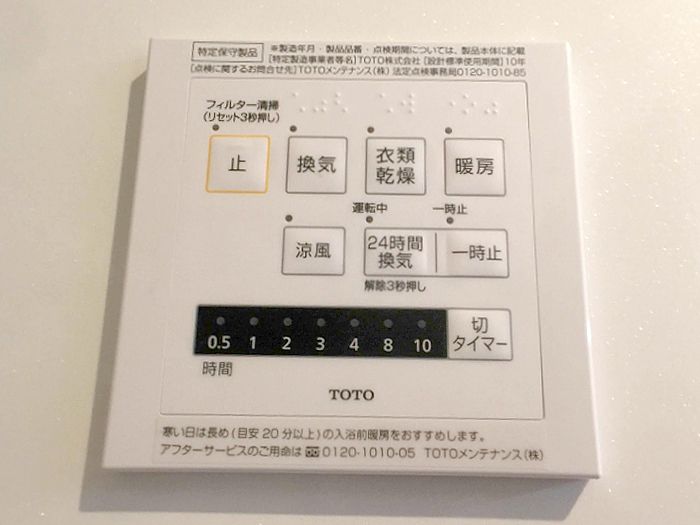 特定保守製品
※製造年月・製品品番・点検期間については、製品本体に記載
[特定製造事業者等名]TOTO株式会社 [設計標準使用期間]10年
[点検に関するお問合せ先]TOTOメンテナンス(株) 法定点検事務局0120-1010-85
フィルター清掃
(リセット3秒押し)
止 換気 衣類乾燥 暖房
運転中 一時止
涼風 24時間換気 一時止
解除3秒押し
0.5 1 2 3 4 8 10 切タイマー
時間
TOTO
寒い日は長め(目安20分以上)の入浴前暖房をおすすめします。
アフターサービスのご用命は 0120-1010-05 TOTOメンテナンス(株)